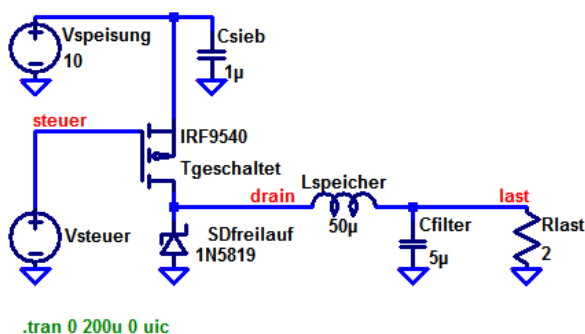 Vspeisung
10
Csieb
1µ
steuer
IRF9540
Tgeschaltet
Vsteuer
drain
Lspeicher
50µ
SDfreilauf
1N5819
Cfilter
5µ
last
Rlast
2
.tran 0 200u 0 uic